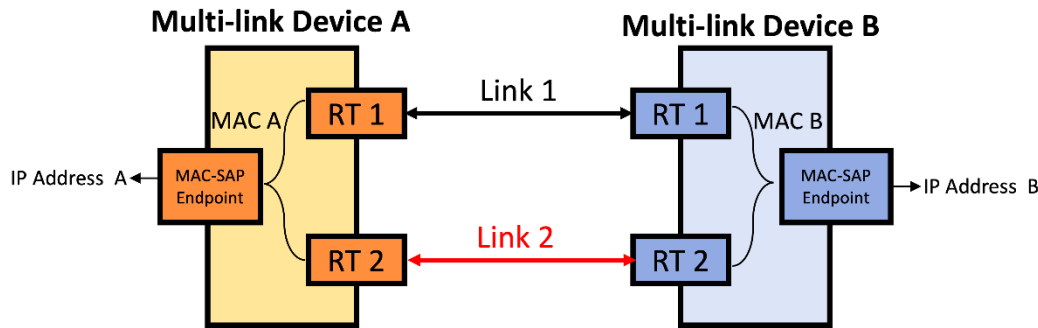 Multi-link Device A
Multi-link Device B
RT 1
Link 1
RT 1
MAC A
MAC B
IP Address A
MAC-SAP
Endpoint
MAC-SAP
Endpoint
IP Address B
RT 2
Link 2
RT 2